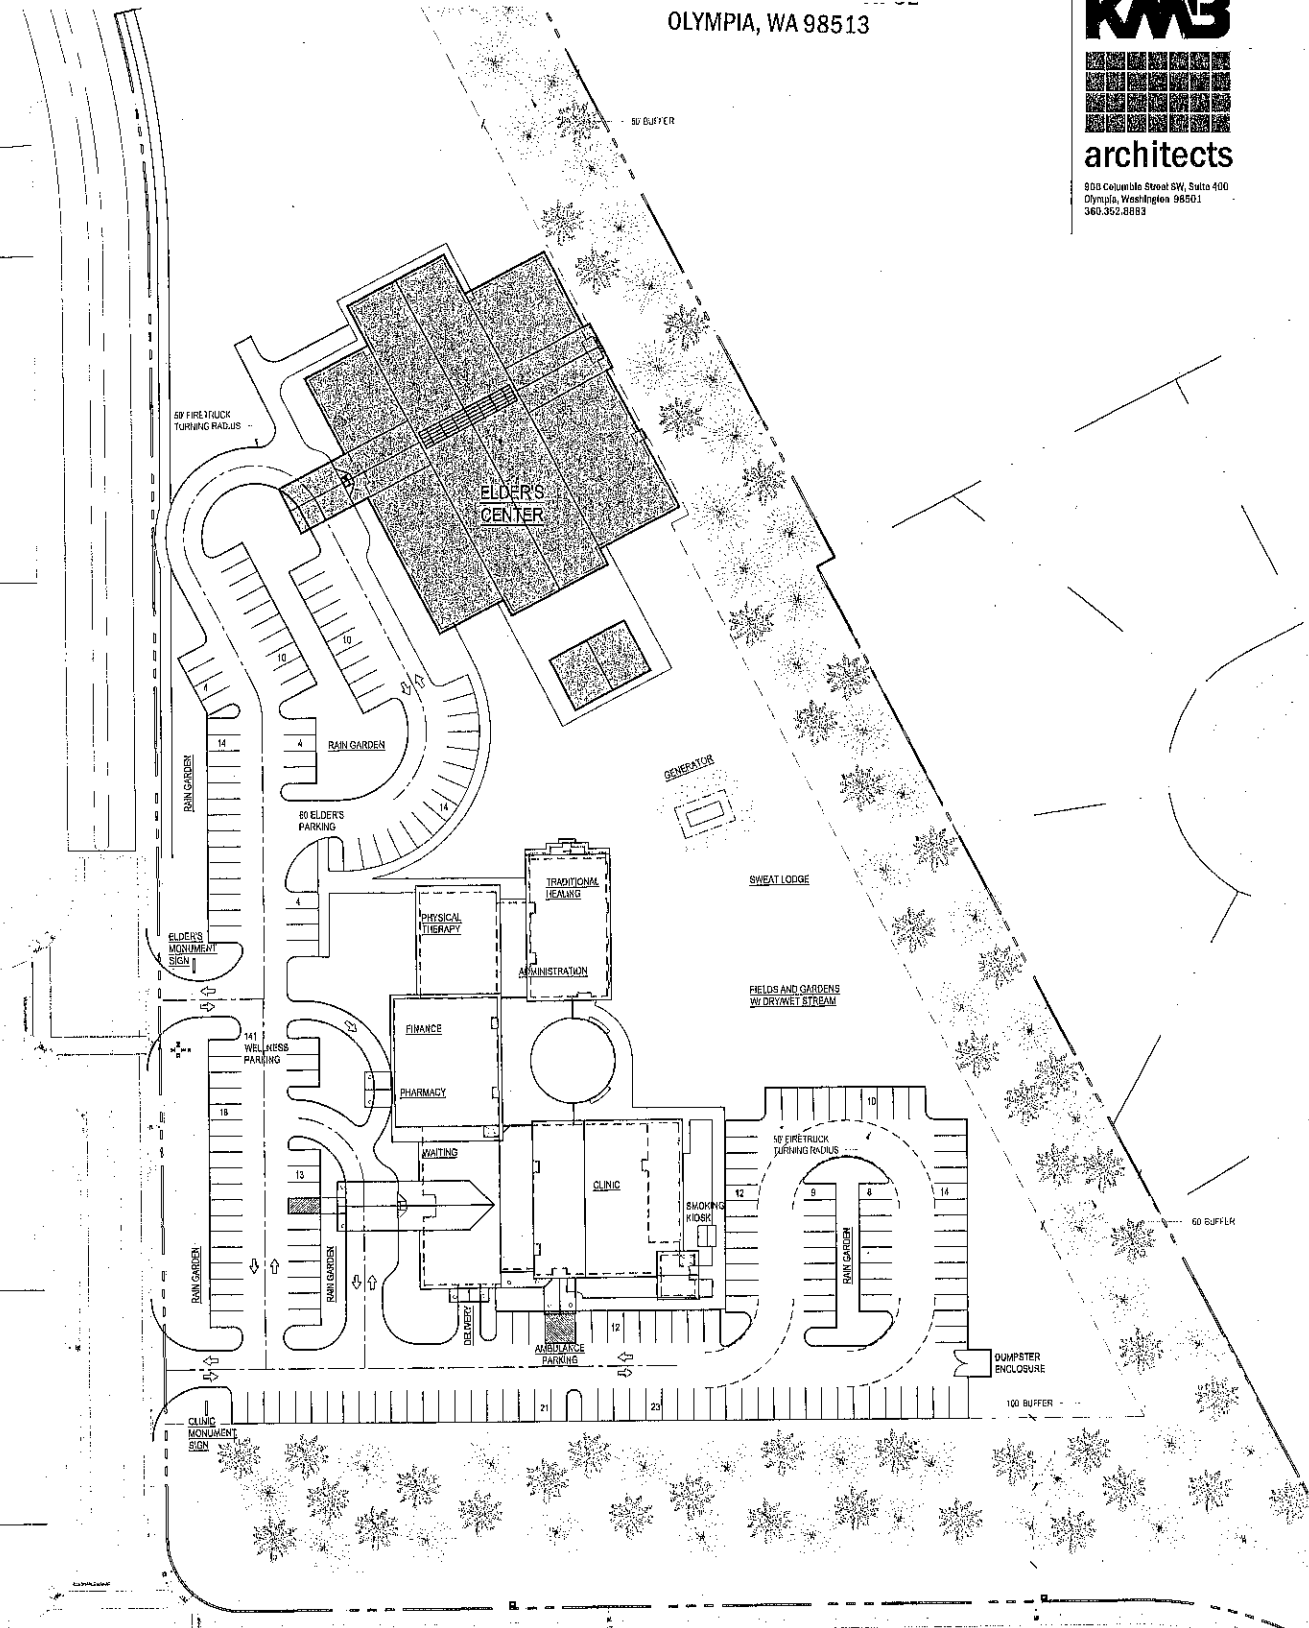 OLYMPIA, WA 98513
KMB
architects
906 Columbia Street SW, Suite 400
Olympia, Washington 98501
360.352.8883
50' BUFFER
50' FIRETRUCK
TURNING RADIUS
ELDER'S
CENTER
10
10
4
14
4
RAIN GARDEN
RAIN GARDEN
GENERATOR
14
60 ELDER'S
PARKING
TRADITIONAL
HEALING
SWEAT LODGE
4
PHYSICAL
THERAPY
ELDER'S
MONUMENT
SIGN
ADMINISTRATION
FIELDS AND GARDENS
W/ DRY/WET STREAM
FINANCE
141
WELLNESS
PARKING
PHARMACY
10
18
50' FIRETRUCK
TURNING RADIUS
WAITING
13
CLINIC
12
9
8
14
SMOKING
KIOSK
50' BUFFER
RAIN GARDEN
RAIN GARDEN
RAIN GARDEN
DELIVERY
12
AMBULANCE
PARKING
DUMPSTER
ENCLOSURE
21
23
100' BUFFER
CLINIC
MONUMENT
SIGN